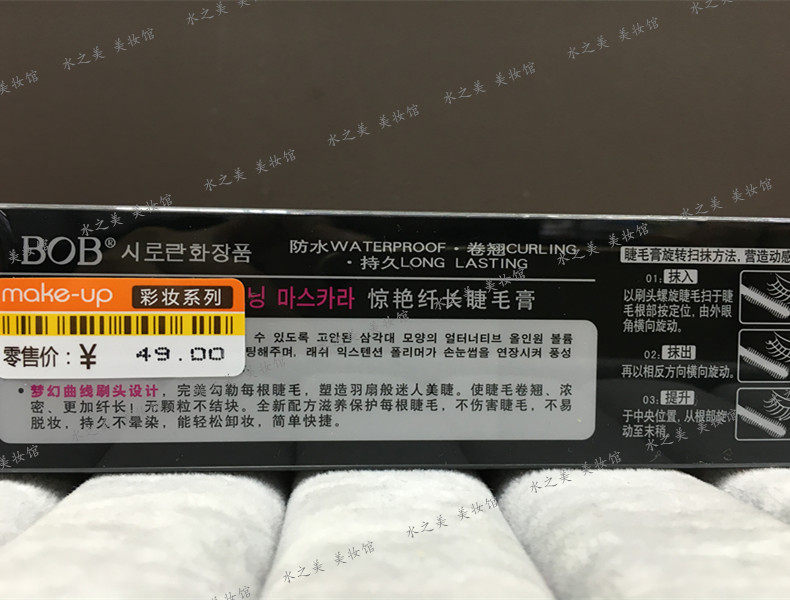 水之美 美妆馆
BOB® 시로란화장품
防水WATERPROOF·卷翘CURLING
·持久LONG LASTING
make-up 彩妆系列
닝 마스카라 惊艳纤长睫毛膏
零售价：¥ 49.00
수 있도록 고안된 삼각대 모양의 얼터너티브 올인원 볼륨
팅해주며, 래쉬 익스텐션 폴리머가 손눈썹을 연장시켜 풍성
·梦幻曲线刷头设计，完美勾勒每根睫毛，塑造羽扇般迷人美睫。使睫毛卷翘、浓
密、更加纤长！无颗粒不结块。全新配方滋养保护每根睫毛，不伤害睫毛，不易
脱妆，持久不晕染，能轻松卸妆，简单快捷。
睫毛膏旋转扫抹方法，营造动感
01: 抹入
以刷头螺旋睫毛扫于睫
毛根部按定位，由外眼
角横向旋动。
02: 抹出
再以相反方向横向旋动。
03: 提升
于中央位置，从根部旋
动至末稍。